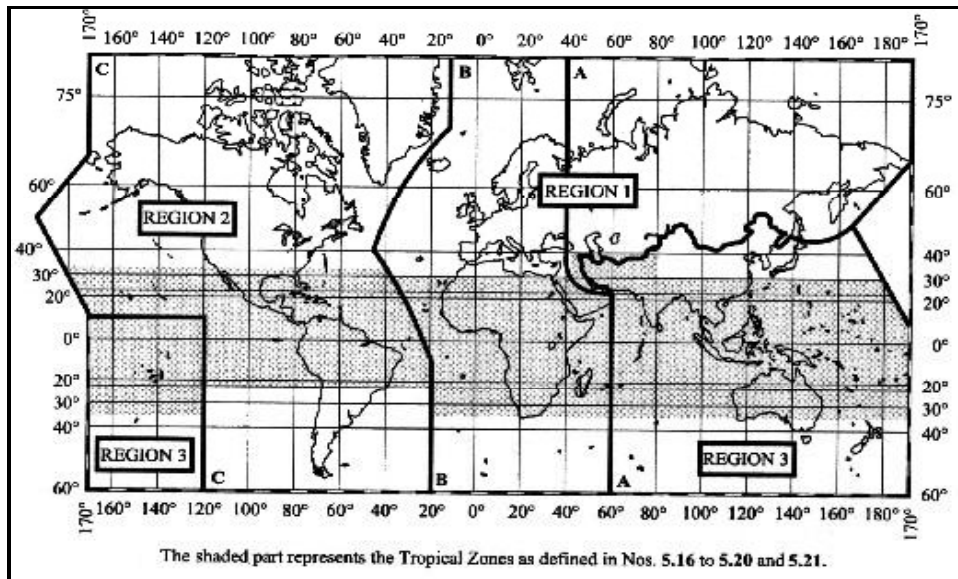 170° 160° 140° 120° 100° 80° 60° 40° 20° 0° 20° 40° 60° 80° 100° 120° 140° 160° 180° 170°
C B A
75° 75°
60° 60°
REGION 1
REGION 2
40° 40°
30° 30°
20° 20°
0° 0°
20° 20°
30° 30°
40° 40°
REGION 3 REGION 3
C B A
60° 60°
170° 160° 140° 120° 100° 80° 60° 40° 20° 0° 20° 40° 60° 80° 100° 120° 140° 160° 180° 170°
The shaded part represents the Tropical Zones as defined in Nos. 5.16 to 5.20 and 5.21.